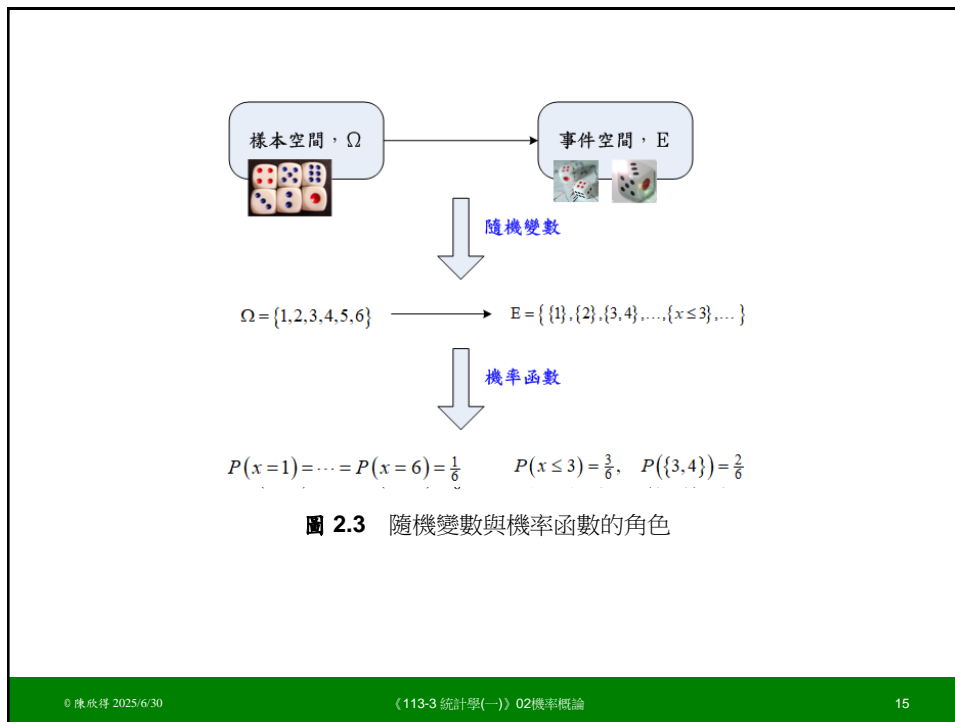 樣本空間，Ω
事件空間，E
隨機變數
Ω={1,2,3,4,5,6}
E={ {1},{2},{3,4},…,{x≤3},… }
機率函數
P(x=1)=⋯=P(x=6)=1/6
P(x≤3)=3/6, P({3,4})=2/6
圖 2.3 隨機變數與機率函數的角色
© 陳欣得 2025/6/30
《113-3 統計學(一)》02機率概論
15